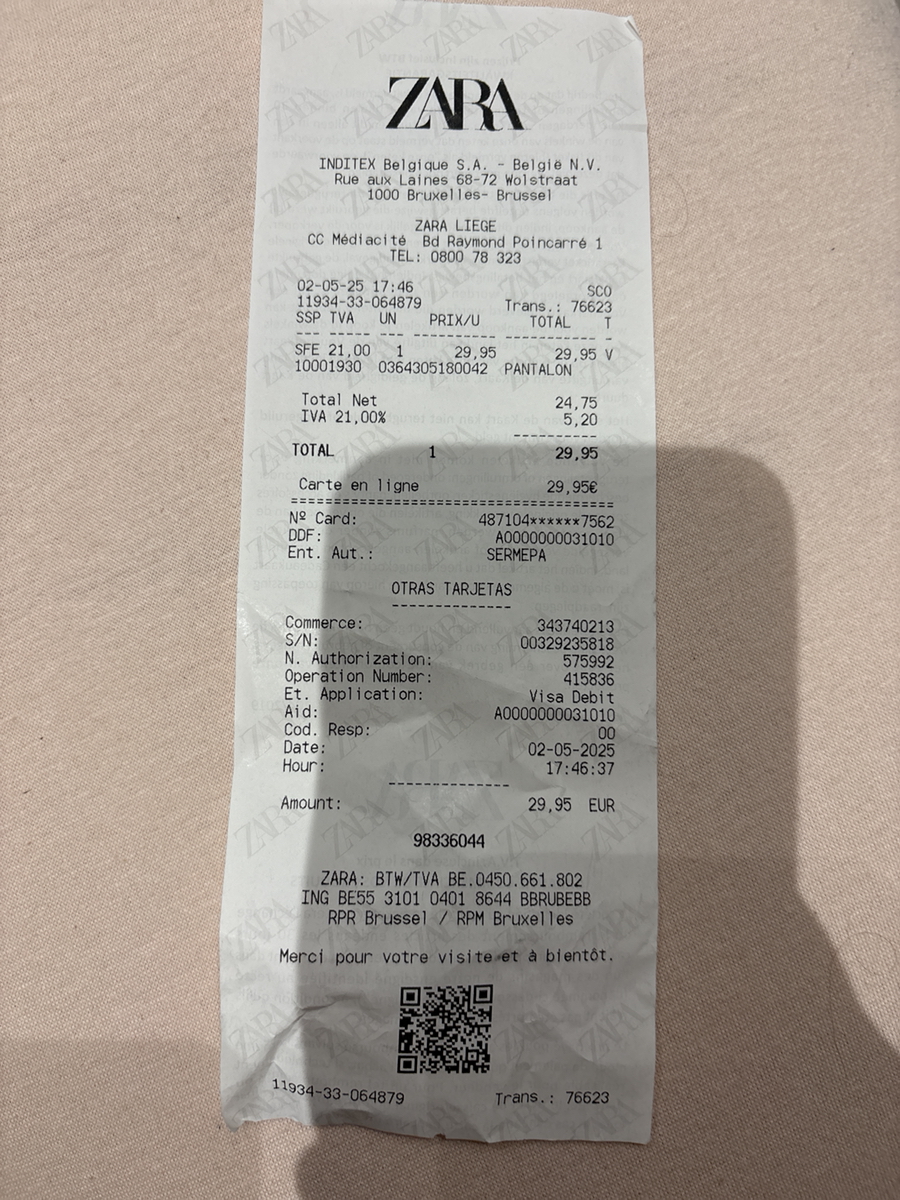 ZARA
INDITEX Belgique S.A. - België N.V.
Rue aux Laines 68-72 Wolstraat
1000 Bruxelles- Brussel
ZARA LIEGE
CC Médiacité Bd Raymond Poincarré 1
TEL: 0800 78 323
02-05-25 17:46 SCO
11934-33-064879 Trans.: 76623
SSP TVA UN PRIX/U TOTAL T
--- ----- --- ---------- ----------- -
SFE 21,00 1 29,95 29,95 V
10001930 0364305180042 PANTALON
Total Net 24,75
IVA 21,00% 5,20
----------
TOTAL 1 29,95
Carte en ligne 29,95€
=======================================
Nº Card: 487104******7562
DDF: A0000000031010
Ent. Aut.: SERMEPA
OTRAS TARJETAS
--------------
Commerce: 343740213
S/N: 00329235818
N. Authorization: 575992
Operation Number: 415836
Et. Application: Visa Debit
Aid: A0000000031010
Cod. Resp: 00
Date: 02-05-2025
Hour: 17:46:37
--------------
Amount: 29,95 EUR
98336044
ZARA: BTW/TVA BE.0450.661.802
ING BE55 3101 0401 8644 BBRUBEBB
RPR Brussel / RPM Bruxelles
Merci pour votre visite et à bientôt.
11934-33-064879 Trans.: 76623